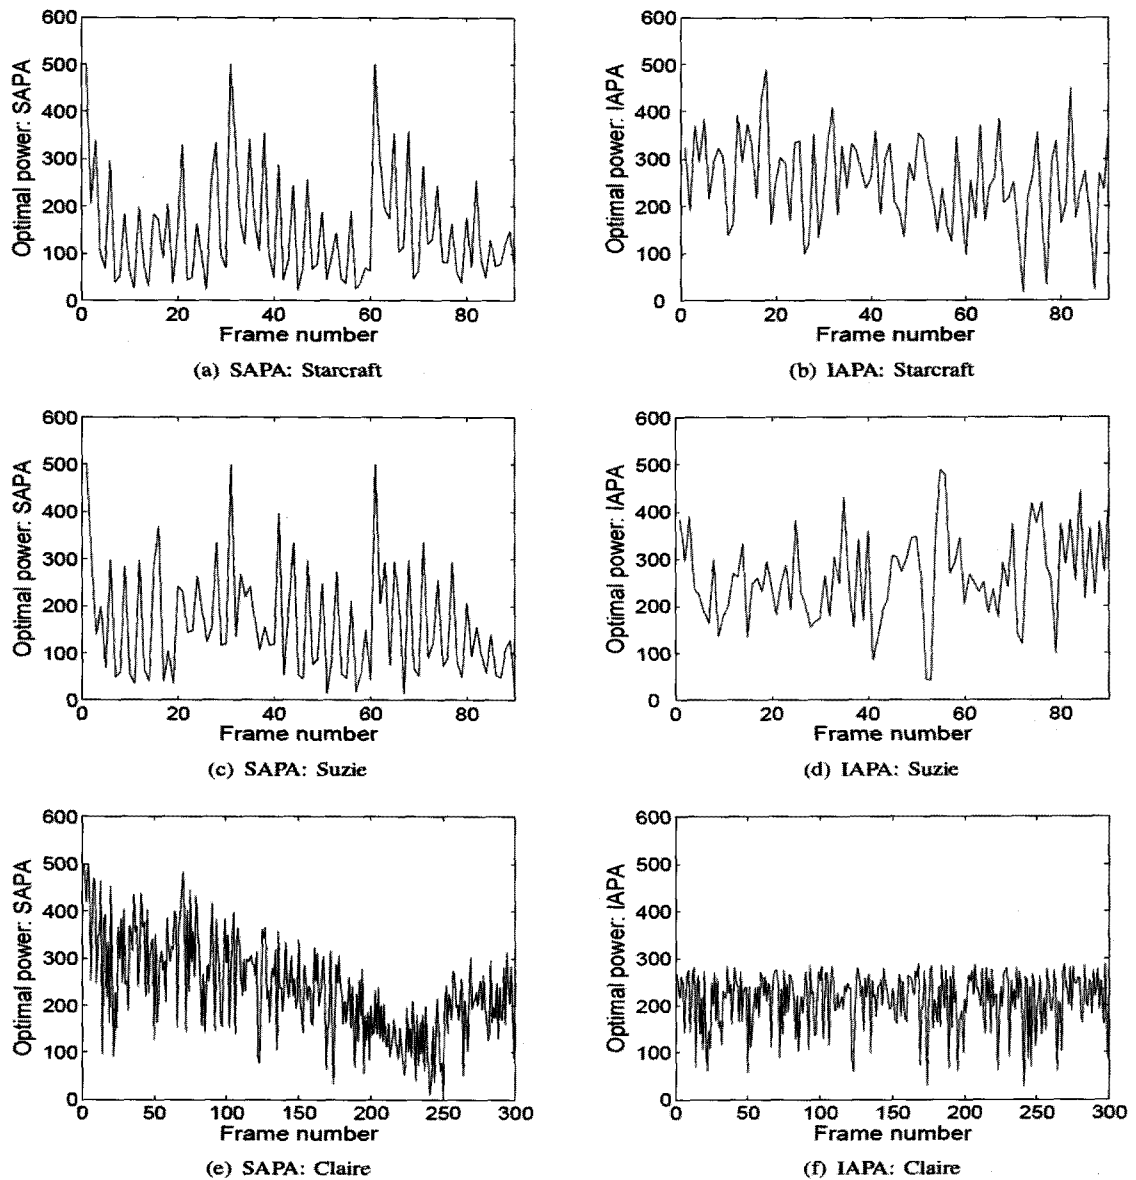 600
500
400
300
200
100
0
Optimal power: SAPA
0 20 40 60 80
Frame number
(a) SAPA: Starcraft
600
500
400
300
200
100
0
Optimal power: IAPA
0 20 40 60 80
Frame number
(b) IAPA: Starcraft
600
500
400
300
200
100
0
Optimal power: SAPA
0 20 40 60 80
Frame number
(c) SAPA: Suzie
600
500
400
300
200
100
0
Optimal power: IAPA
0 20 40 60 80
Frame number
(d) IAPA: Suzie
600
500
400
300
200
100
0
Optimal power: SAPA
0 50 100 150 200 250 300
Frame number
(e) SAPA: Claire
600
500
400
300
200
100
0
Optimal power: IAPA
0 50 100 150 200 250 300
Frame number
(f) IAPA: Claire